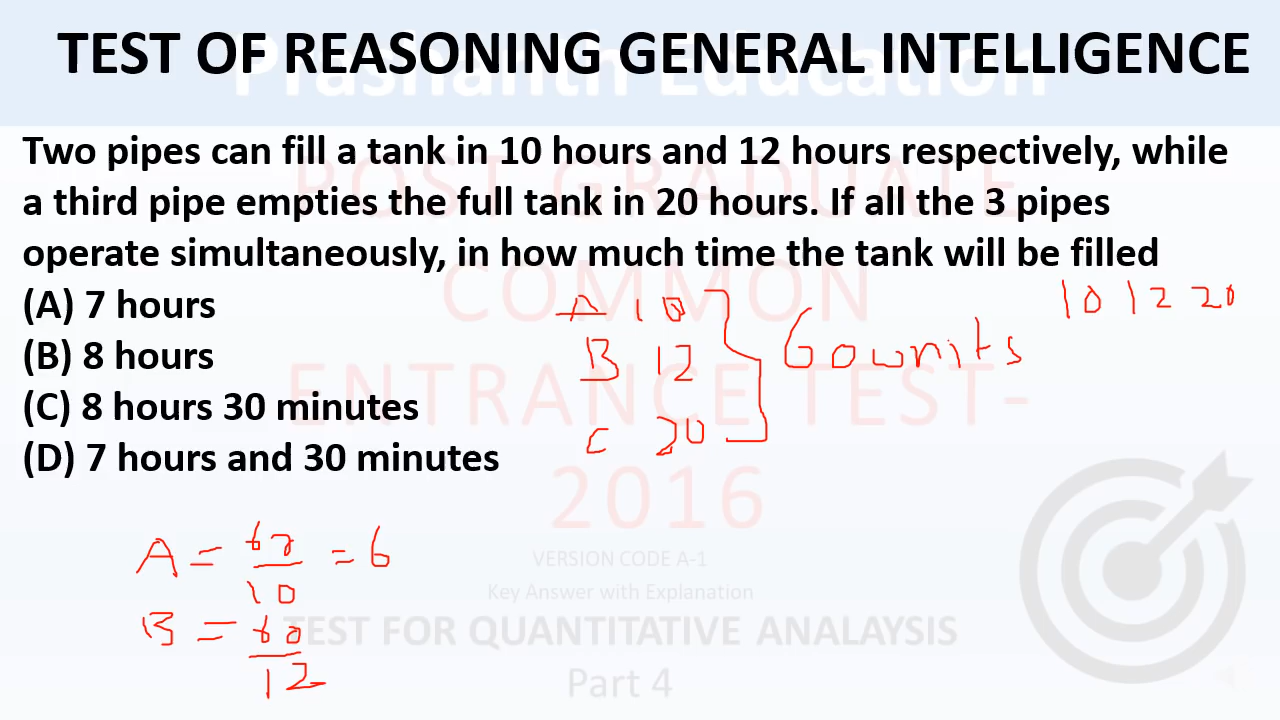 TEST OF REASONING GENERAL INTELLIGENCE
Prashanth Education
Two pipes can fill a tank in 10 hours and 12 hours respectively, while
a third pipe empties the full tank in 20 hours. If all the 3 pipes
operate simultaneously, in how much time the tank will be filled
(A) 7 hours
(B) 8 hours
(C) 8 hours 30 minutes
(D) 7 hours and 30 minutes
POST GRADUATE
COMMON
ENTRANCE TEST-
2016
A 10
B 12
C 20
60 units
10 12 20
A = 60/10 = 6
B = 60/12
VERSION CODE A-1
Key Answer with Explanation
TEST FOR QUANTITATIVE ANALAYSIS
Part 4